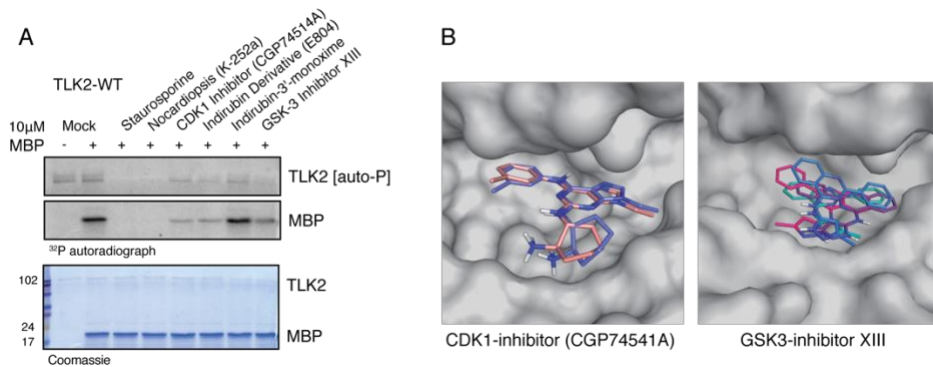 A
TLK2-WT
Staurosporine
Nocardiopsis (K-252a)
CDK1 Inhibitor (CGP74514A)
Indirubin Derivative (E804)
Indirubin-3'-monoxime
GSK-3 Inhibitor XIII
10µM Mock
MBP - + + + + + + +
TLK2 [auto-P]
MBP
32P autoradiograph
102
TLK2
24
17
MBP
Coomassie
B
CDK1-inhibitor (CGP74541A)
GSK3-inhibitor XIII